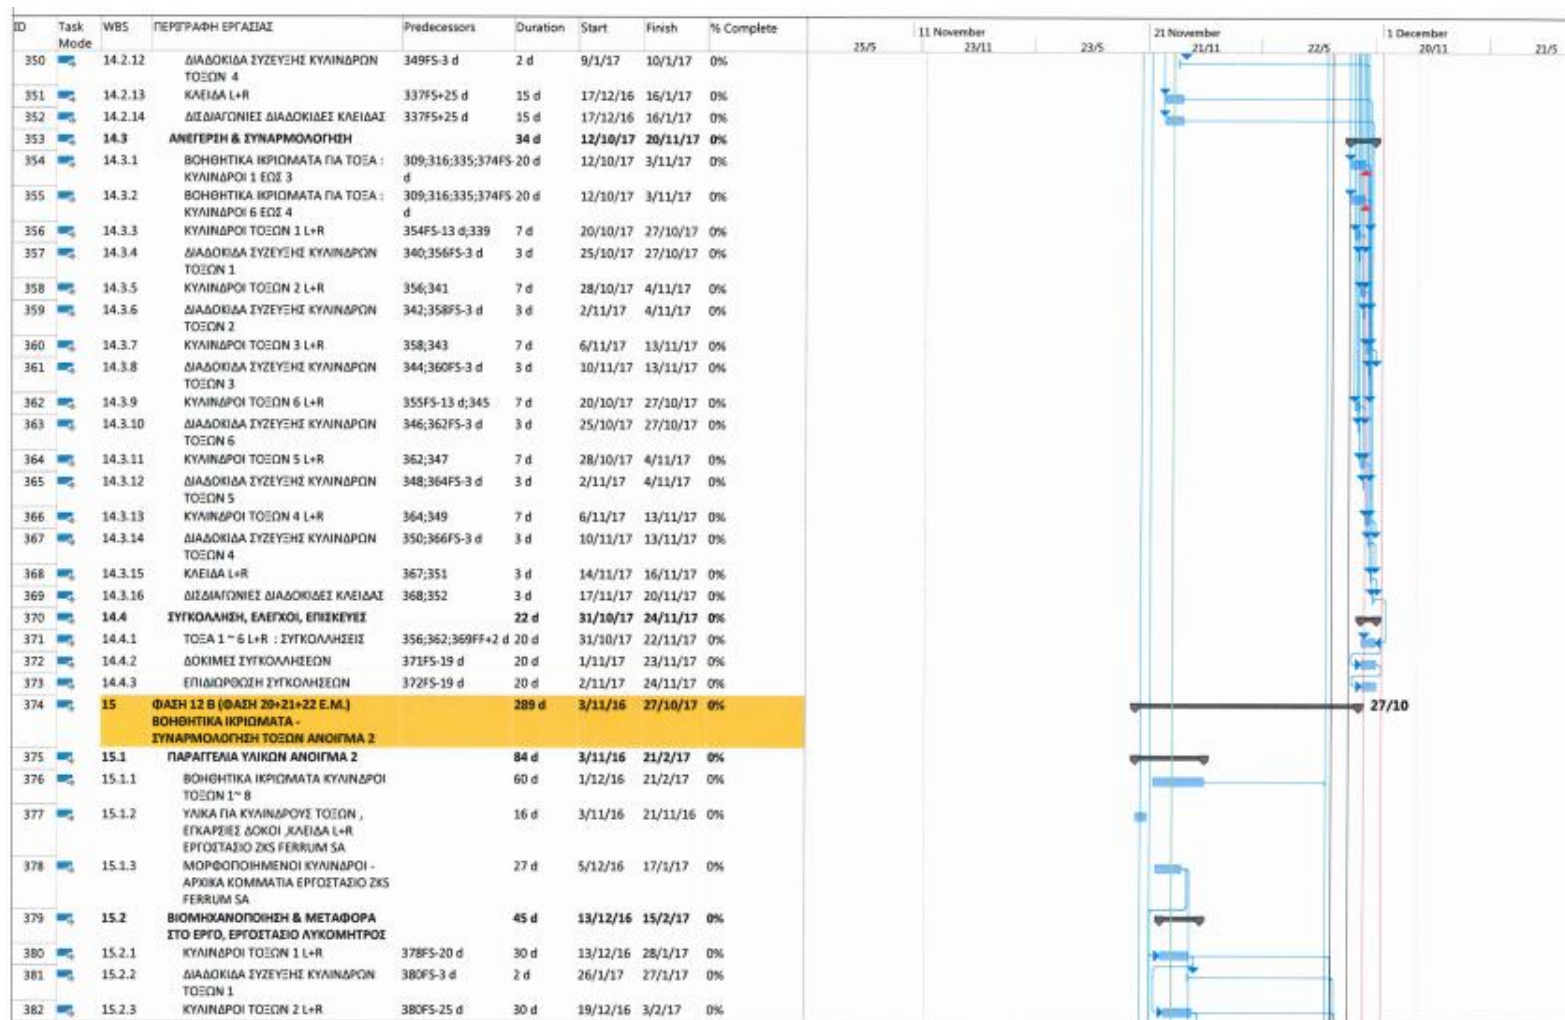 ID Task WBS ΠΕΡΙΓΡΑΦΗ ΕΡΓΑΣΙΑΣ Predecessors Duration Start Finish % Complete 11 November 21 November 1 December
Mode 25/5 23/11 23/5 21/11 22/5 20/11 21/5
350 14.2.12 ΔΙΑΔΟΚΙΔΑ ΣΥΖΕΥΞΗΣ ΚΥΛΙΝΔΡΩΝ 349FS-3 d 2 d 9/1/17 10/1/17 0%
ΤΟΞΩΝ 4
351 14.2.13 ΚΛΕΙΔΑ L+R 337FS+25 d 15 d 17/12/16 16/1/17 0%
352 14.2.14 ΔΙΣΔΙΑΓΩΝΙΕΣ ΔΙΑΔΟΚΙΔΕΣ ΚΛΕΙΔΑΣ 337FS+25 d 15 d 17/12/16 16/1/17 0%
353 14.3 ΑΝΕΓΕΡΣΗ & ΣΥΝΑΡΜΟΛΟΓΗΣΗ 34 d 12/10/17 20/11/17 0%
354 14.3.1 ΒΟΗΘΗΤΙΚΑ ΙΚΡΙΩΜΑΤΑ ΓΙΑ ΤΟΞΑ : 309;316;335;374FS- 20 d 12/10/17 3/11/17 0%
ΚΥΛΙΝΔΡΟΙ 1 ΕΩΣ 3 d
355 14.3.2 ΒΟΗΘΗΤΙΚΑ ΙΚΡΙΩΜΑΤΑ ΓΙΑ ΤΟΞΑ : 309;316;335;374FS- 20 d 12/10/17 3/11/17 0%
ΚΥΛΙΝΔΡΟΙ 6 ΕΩΣ 4 d
356 14.3.3 ΚΥΛΙΝΔΡΟΙ ΤΟΞΩΝ 1 L+R 354FS-13 d;339 7 d 20/10/17 27/10/17 0%
357 14.3.4 ΔΙΑΔΟΚΙΔΑ ΣΥΖΕΥΞΗΣ ΚΥΛΙΝΔΡΩΝ 340;356FS-3 d 3 d 25/10/17 27/10/17 0%
ΤΟΞΩΝ 1
358 14.3.5 ΚΥΛΙΝΔΡΟΙ ΤΟΞΩΝ 2 L+R 356;341 7 d 28/10/17 4/11/17 0%
359 14.3.6 ΔΙΑΔΟΚΙΔΑ ΣΥΖΕΥΞΗΣ ΚΥΛΙΝΔΡΩΝ 342;358FS-3 d 3 d 2/11/17 4/11/17 0%
ΤΟΞΩΝ 2
360 14.3.7 ΚΥΛΙΝΔΡΟΙ ΤΟΞΩΝ 3 L+R 358;343 7 d 6/11/17 13/11/17 0%
361 14.3.8 ΔΙΑΔΟΚΙΔΑ ΣΥΖΕΥΞΗΣ ΚΥΛΙΝΔΡΩΝ 344;360FS-3 d 3 d 10/11/17 13/11/17 0%
ΤΟΞΩΝ 3
362 14.3.9 ΚΥΛΙΝΔΡΟΙ ΤΟΞΩΝ 6 L+R 355FS-13 d;345 7 d 20/10/17 27/10/17 0%
363 14.3.10 ΔΙΑΔΟΚΙΔΑ ΣΥΖΕΥΞΗΣ ΚΥΛΙΝΔΡΩΝ 346;362FS-3 d 3 d 25/10/17 27/10/17 0%
ΤΟΞΩΝ 6
364 14.3.11 ΚΥΛΙΝΔΡΟΙ ΤΟΞΩΝ 5 L+R 362;347 7 d 28/10/17 4/11/17 0%
365 14.3.12 ΔΙΑΔΟΚΙΔΑ ΣΥΖΕΥΞΗΣ ΚΥΛΙΝΔΡΩΝ 348;364FS-3 d 3 d 2/11/17 4/11/17 0%
ΤΟΞΩΝ 5
366 14.3.13 ΚΥΛΙΝΔΡΟΙ ΤΟΞΩΝ 4 L+R 364;349 7 d 6/11/17 13/11/17 0%
367 14.3.14 ΔΙΑΔΟΚΙΔΑ ΣΥΖΕΥΞΗΣ ΚΥΛΙΝΔΡΩΝ 350;366FS-3 d 3 d 10/11/17 13/11/17 0%
ΤΟΞΩΝ 4
368 14.3.15 ΚΛΕΙΔΑ L+R 367;351 3 d 14/11/17 16/11/17 0%
369 14.3.16 ΔΙΣΔΙΑΓΩΝΙΕΣ ΔΙΑΔΟΚΙΔΕΣ ΚΛΕΙΔΑΣ 368;352 3 d 17/11/17 20/11/17 0%
370 14.4 ΣΥΓΚΟΛΛΗΣΗ, ΕΛΕΓΧΟΙ, ΕΠΙΣΚΕΥΕΣ 22 d 31/10/17 24/11/17 0%
371 14.4.1 ΤΟΞΑ 1 ~ 6 L+R : ΣΥΓΚΟΛΛΗΣΕΙΣ 356;362;369FF+2 d 20 d 31/10/17 22/11/17 0%
372 14.4.2 ΔΟΚΙΜΕΣ ΣΥΓΚΟΛΛΗΣΕΩΝ 371FS-19 d 20 d 1/11/17 23/11/17 0%
373 14.4.3 ΕΠΙΔΙΩΡΘΩΣΗ ΣΥΓΚΟΛΛΗΣΕΩΝ 372FS-19 d 20 d 2/11/17 24/11/17 0%
374 15 ΦΑΣΗ 12 Β (ΦΑΣΗ 20+21+22 Ε.Μ.) 289 d 3/11/16 27/10/17 0% 27/10
ΒΟΗΘΗΤΙΚΑ ΙΚΡΙΩΜΑΤΑ -
ΣΥΝΑΡΜΟΛΟΓΗΣΗ ΤΟΞΩΝ ΑΝΟΙΓΜΑ 2
375 15.1 ΠΑΡΑΓΓΕΛΙΑ ΥΛΙΚΩΝ ΑΝΟΙΓΜΑ 2 84 d 3/11/16 21/2/17 0%
376 15.1.1 ΒΟΗΘΗΤΙΚΑ ΙΚΡΙΩΜΑΤΑ ΚΥΛΙΝΔΡΟΙ 60 d 1/12/16 21/2/17 0%
ΤΟΞΩΝ 1~ 8
377 15.1.2 ΥΛΙΚΑ ΓΙΑ ΚΥΛΙΝΔΡΟΥΣ ΤΟΞΩΝ , 16 d 3/11/16 21/11/16 0%
ΕΓΚΑΡΣΙΕΣ ΔΟΚΟΙ ,ΚΛΕΙΔΑ L+R
ΕΡΓΟΣΤΑΣΙΟ ZKS FERRUM SA
378 15.1.3 ΜΟΡΦΟΠΟΙΗΜΕΝΟΙ ΚΥΛΙΝΔΡΟΙ - 27 d 5/12/16 17/1/17 0%
ΑΡΧΙΚΑ ΚΟΜΜΑΤΙΑ ΕΡΓΟΣΤΑΣΙΟ ZKS
FERRUM SA
379 15.2 ΒΙΟΜΗΧΑΝΟΠΟΙΗΣΗ & ΜΕΤΑΦΟΡΑ 45 d 13/12/16 15/2/17 0%
ΣΤΟ ΕΡΓΟ, ΕΡΓΟΣΤΑΣΙΟ ΛΥΚΟΜΗΤΡΟΣ
380 15.2.1 ΚΥΛΙΝΔΡΟΙ ΤΟΞΩΝ 1 L+R 378FS-20 d 30 d 13/12/16 28/1/17 0%
381 15.2.2 ΔΙΑΔΟΚΙΔΑ ΣΥΖΕΥΞΗΣ ΚΥΛΙΝΔΡΩΝ 380FS-3 d 2 d 26/1/17 27/1/17 0%
ΤΟΞΩΝ 1
382 15.2.3 ΚΥΛΙΝΔΡΟΙ ΤΟΞΩΝ 2 L+R 380FS-25 d 30 d 19/12/16 3/2/17 0%